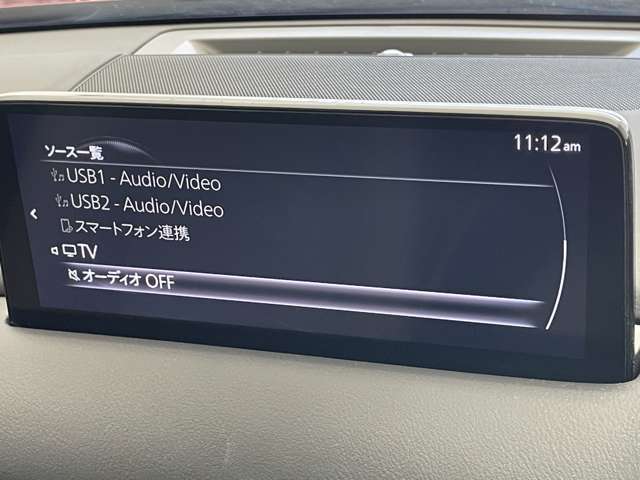 11:12am
ソース一覧
USB1 - Audio/Video
USB2 - Audio/Video
スマートフォン連携
TV
オーディオ OFF